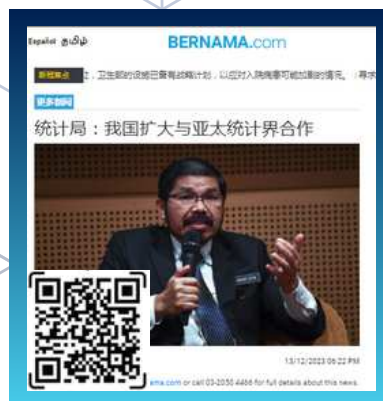 Español தமிழ்
BERNAMA.com
，卫生部的设施已备有战略计划，以应对入院病患可能加剧的情况。
更多新闻
统计局：我国扩大与亚太统计界合作
13/12/2023 06:22 PM
ama.com or call 03-2050 4466 for full details about this news.